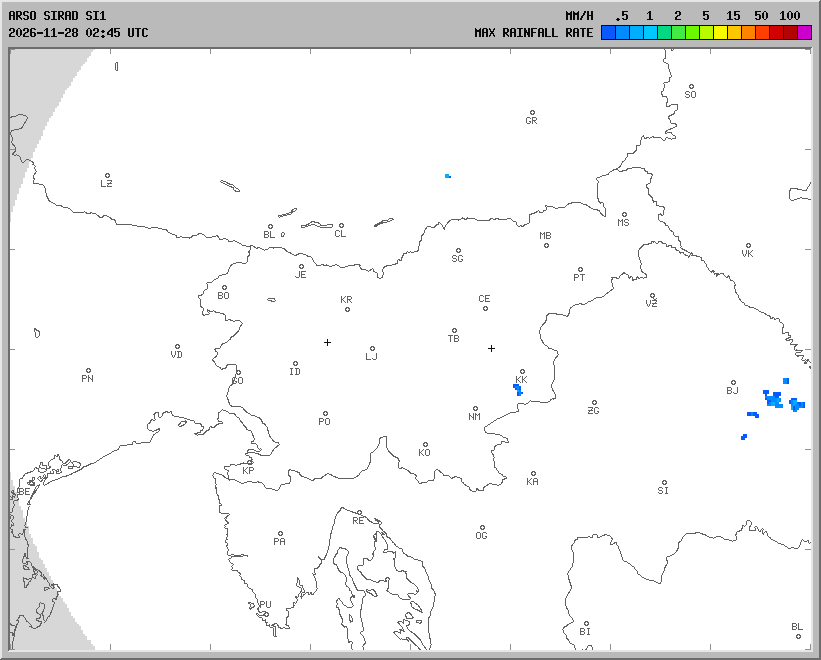 ARSO SIRAD SI1 MM/H .5 1 2 5 15 50 100
2026-11-28 02:45 UTC MAX RAINFALL RATE
SO
GR
LZ
MS
BL CL MB
SG VK
JE PT
BO KR CE VŽ
TB
VD LJ
ID
PN GO KK BJ
NM ZG
PO
KO
KP KA
BE SI
RE
PA OG
PU
BI BL